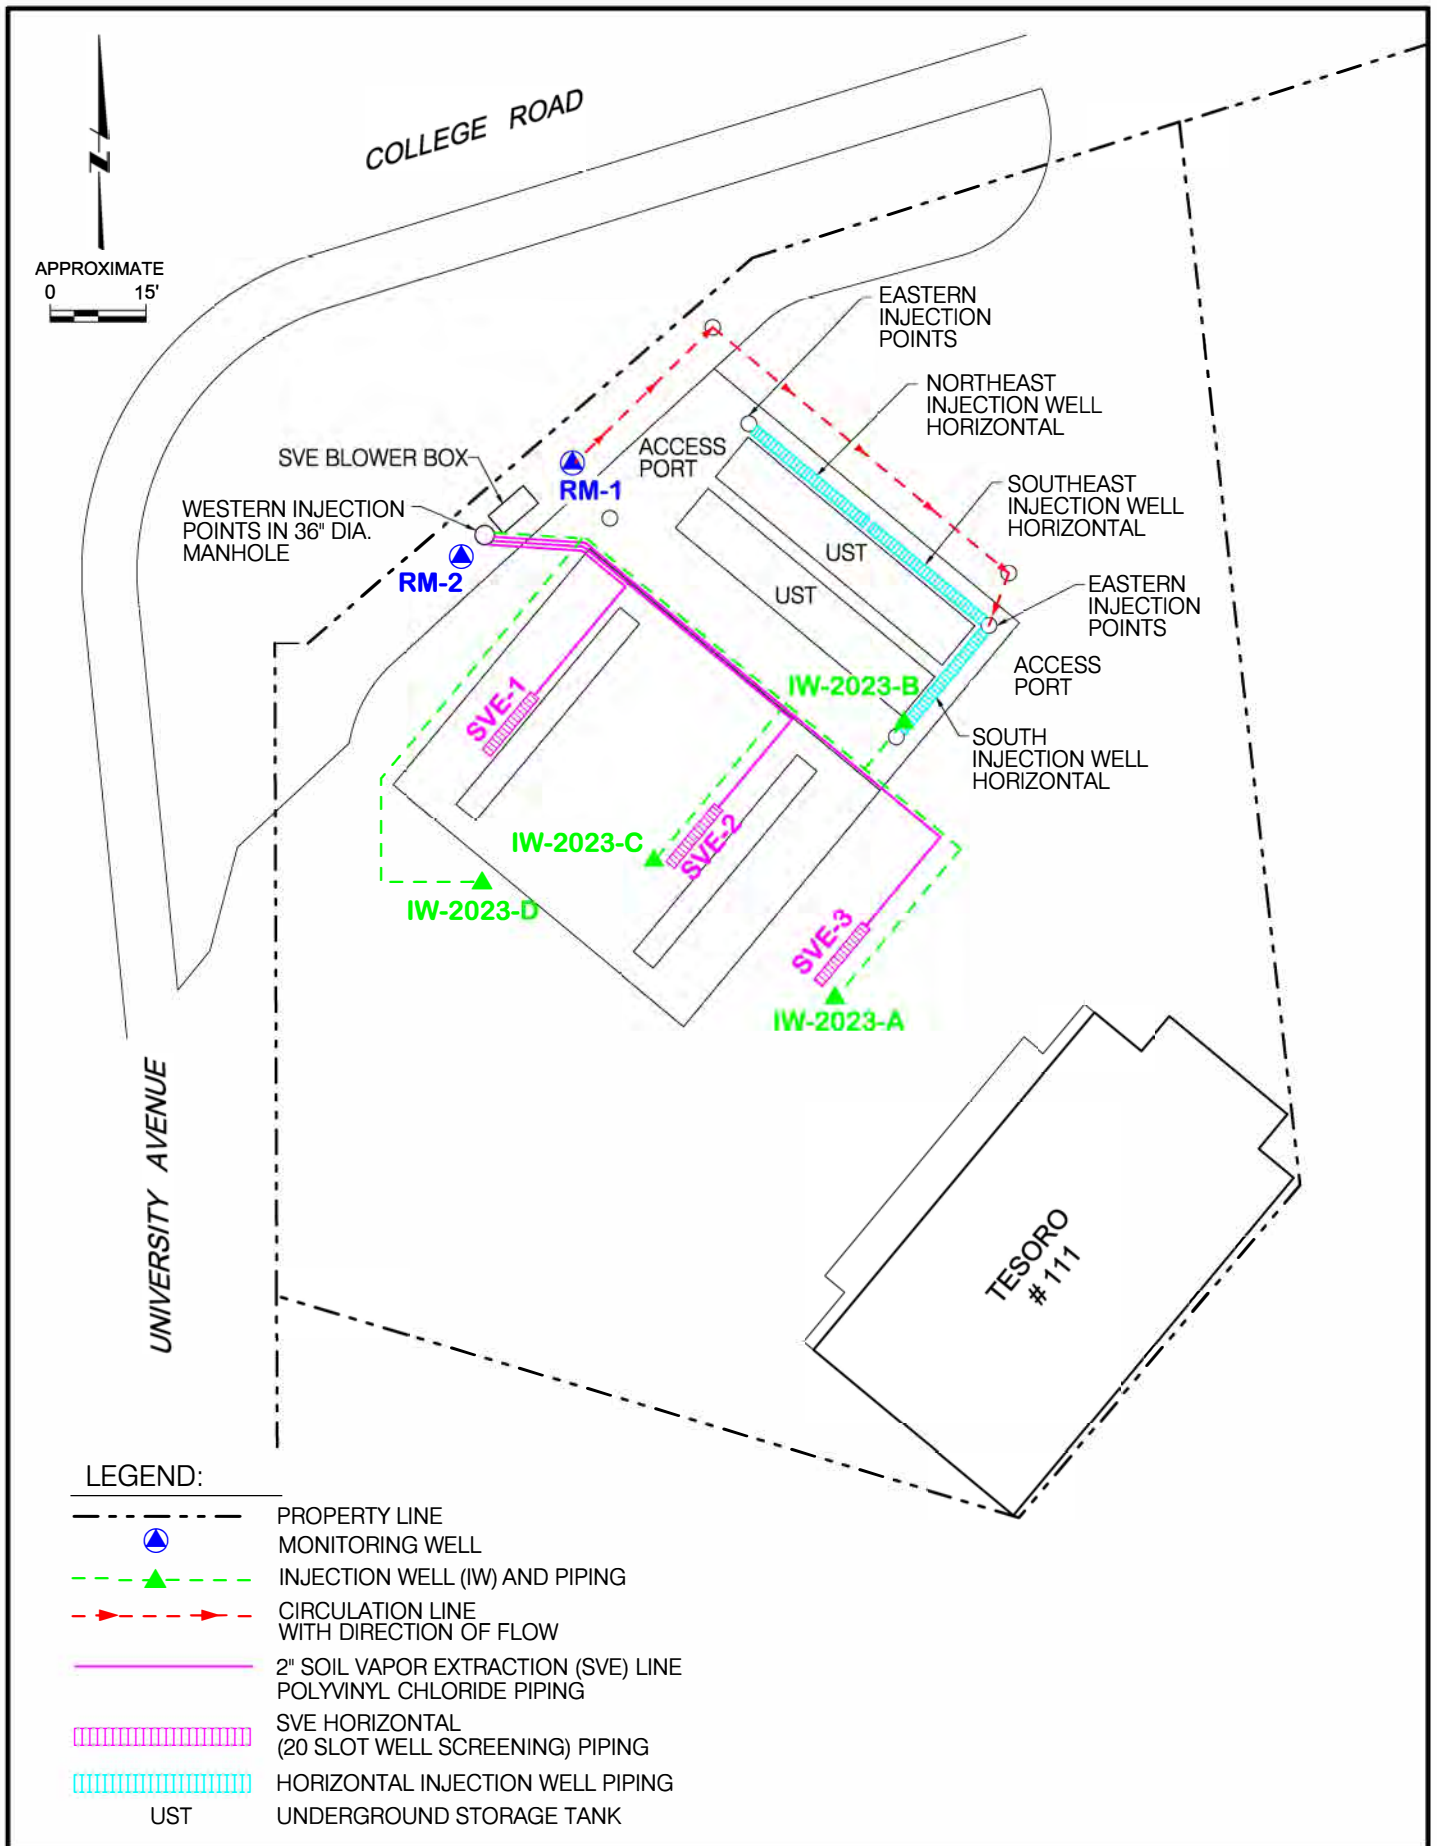 COLLEGE ROAD
N
APPROXIMATE
0 15'
EASTERN
INJECTION
POINTS
NORTHEAST
INJECTION WELL
HORIZONTAL
ACCESS
PORT
SVE BLOWER BOX
RM-1
SOUTHEAST
INJECTION WELL
HORIZONTAL
WESTERN INJECTION
POINTS IN 36" DIA.
MANHOLE
RM-2
UST
UST
EASTERN
INJECTION
POINTS
ACCESS
PORT
IW-2023-B
SVE-1
SOUTH
INJECTION WELL
HORIZONTAL
IW-2023-C
SVE-2
IW-2023-D
SVE-3
IW-2023-A
UNIVERSITY AVENUE
TESORO
# 111
LEGEND:
PROPERTY LINE
MONITORING WELL
INJECTION WELL (IW) AND PIPING
CIRCULATION LINE
WITH DIRECTION OF FLOW
2" SOIL VAPOR EXTRACTION (SVE) LINE
POLYVINYL CHLORIDE PIPING
SVE HORIZONTAL
(20 SLOT WELL SCREENING) PIPING
HORIZONTAL INJECTION WELL PIPING
UST UNDERGROUND STORAGE TANK